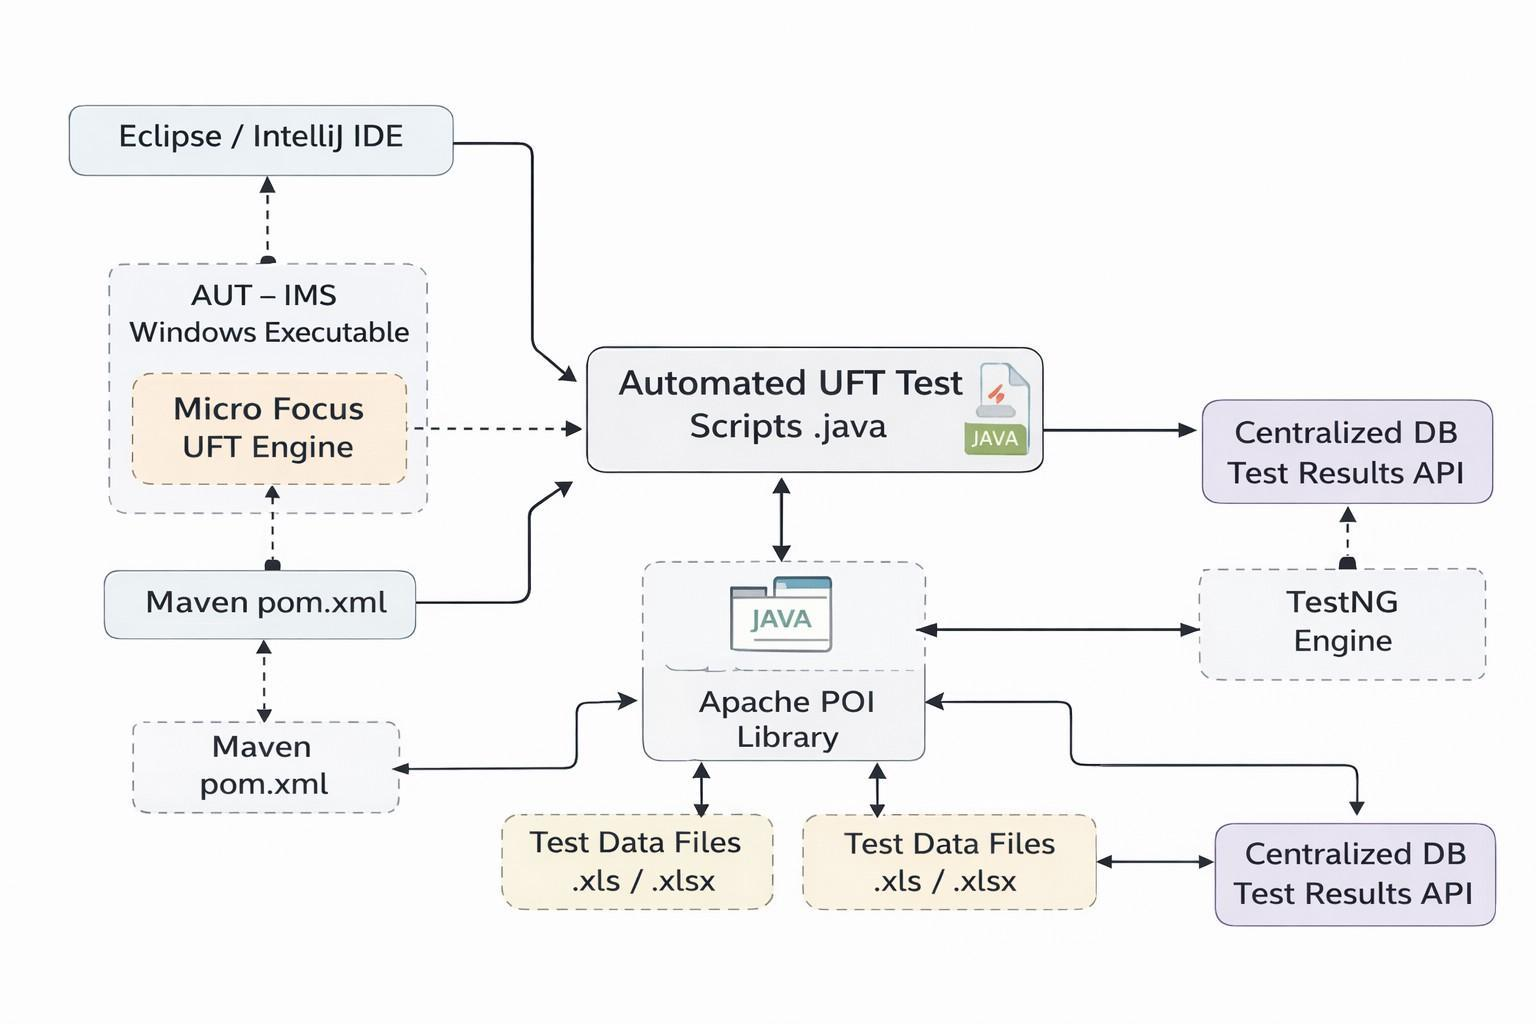 Eclipse / IntelliJ IDE
AUT – IMS
Windows Executable
Micro Focus
UFT Engine
Maven pom.xml
Maven
pom.xml
Automated UFT Test
Scripts .java
JAVA
JAVA
Apache POI
Library
Test Data Files
.xls / .xlsx
Test Data Files
.xls / .xlsx
Centralized DB
Test Results API
TestNG
Engine
Centralized DB
Test Results API